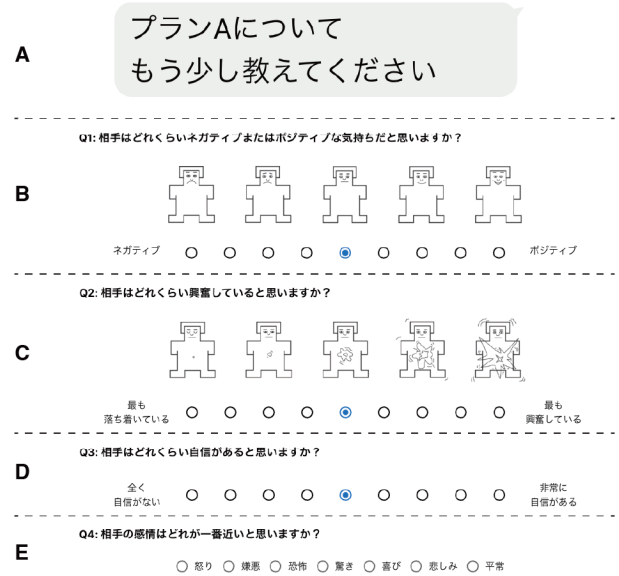 A
プランAについて
もう少し教えてください
Q1: 相手はどれくらいネガティブまたはポジティブな気持ちだと思いますか？
B
ネガティブ
ポジティブ
Q2: 相手はどれくらい興奮していると思いますか？
C
最も
落ち着いている
最も
興奮している
Q3: 相手はどれくらい自信があると思いますか？
D
全く
自信がない
非常に
自信がある
Q4: 相手の感情はどれが一番近いと思いますか？
E
怒り 嫌悪 恐怖 驚き 喜び 悲しみ 平常